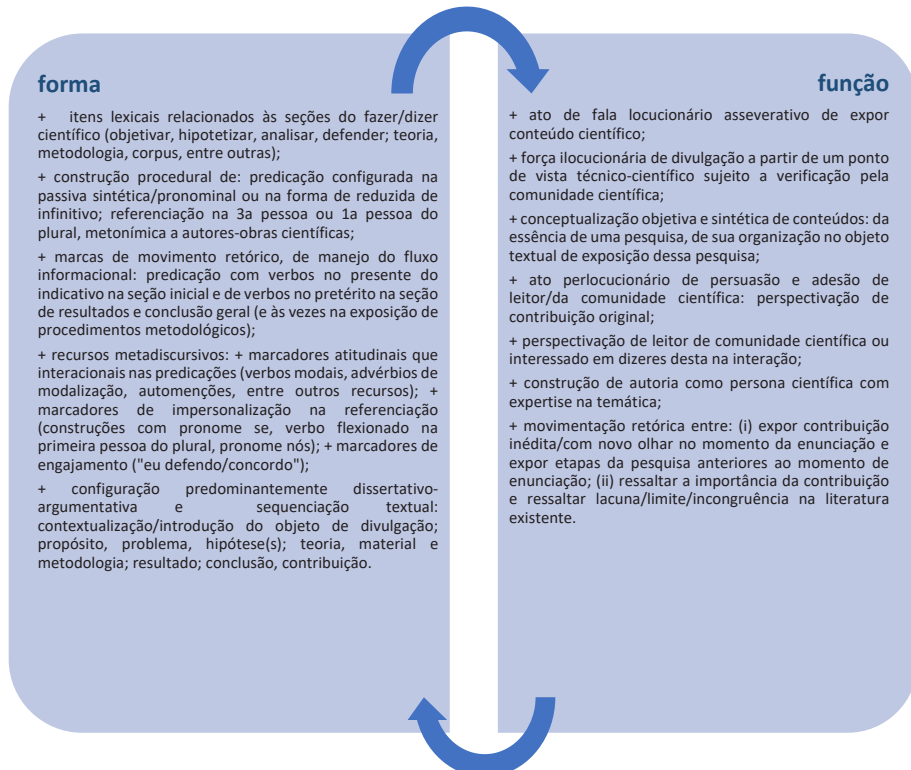 forma
+ itens lexicais relacionados às seções do fazer/dizer
científico (objetivar, hipotetizar, analisar, defender; teoria,
metodologia, corpus, entre outras);
+ construção procedural de: predicação configurada na
passiva sintética/pronominal ou na forma de reduzida de
infinitivo; referenciação na 3a pessoa ou 1a pessoa do
plural, metonímica a autores-obras científicas;
+ marcas de movimento retórico, de manejo do fluxo
informacional: predicação com verbos no presente do
indicativo na seção inicial e de verbos no pretérito na seção
de resultados e conclusão geral (e às vezes na exposição de
procedimentos metodológicos);
+ recursos metadiscursivos: + marcadores atitudinais que
interacionais nas predicações (verbos modais, advérbios de
modalização, automenções, entre outros recursos); +
marcadores de impersonalização na referenciação
(construções com pronome se, verbo flexionado na
primeira pessoa do plural, pronome nós); + marcadores de
engajamento ("eu defendo/concordo");
+ configuração predominantemente dissertativo-
argumentativa e sequenciação textual:
contextualização/introdução do objeto de divulgação;
propósito, problema, hipótese(s); teoria, material e
metodologia; resultado; conclusão, contribuição.
função
+ ato de fala locucionário asseverativo de expor
conteúdo científico;
+ força ilocucionária de divulgação a partir de um ponto
de vista técnico-científico sujeito a verificação pela
comunidade científica;
+ conceptualização objetiva e sintética de conteúdos: da
essência de uma pesquisa, de sua organização no objeto
textual de exposição dessa pesquisa;
+ ato perlocucionário de persuasão e adesão de
leitor/da comunidade científica: perspectivação de
contribuição original;
+ perspectivação de leitor de comunidade científica ou
interessado em dizeres desta na interação;
+ construção de autoria como persona científica com
expertise na temática;
+ movimentação retórica entre: (i) expor contribuição
inédita/com novo olhar no momento da enunciação e
expor etapas da pesquisa anteriores ao momento de
enunciação; (ii) ressaltar a importância da contribuição
e ressaltar lacuna/limite/incongruência na literatura
existente.